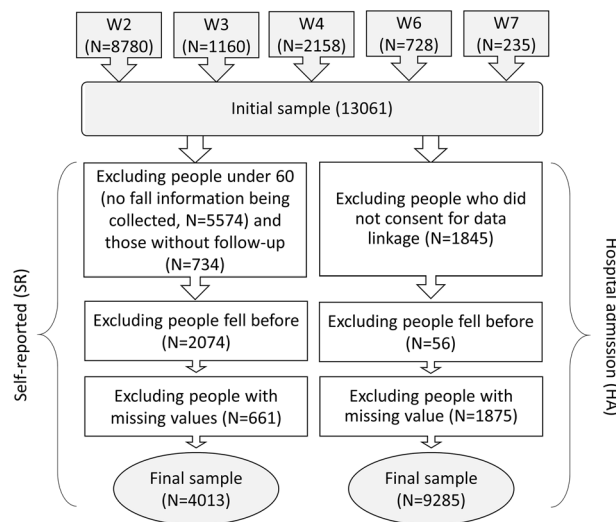 W2
(N=8780)
W3
(N=1160)
W4
(N=2158)
W6
(N=728)
W7
(N=235)
Initial sample (13061)
Self-reported (SR)
Excluding people under 60
(no fall information being
collected, N=5574) and
those without follow-up
(N=734)
Excluding people fell before
(N=2074)
Excluding people with
missing values (N=661)
Final sample
(N=4013)
Excluding people who did
not consent for data
linkage (N=1845)
Excluding people fell before
(N=56)
Excluding people with
missing value (N=1875)
Final sample
(N=9285)
Hospital admission (HA)